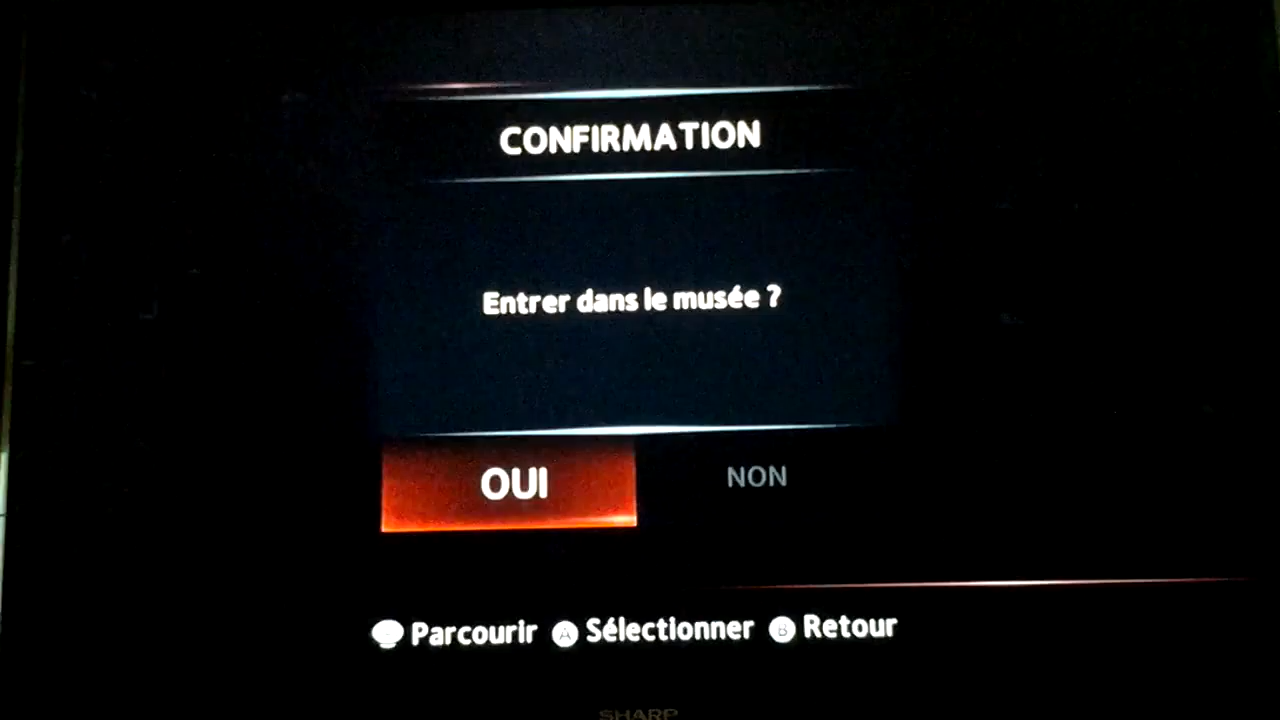 CONFIRMATION
Entrer dans le musée ?
OUI
NON
Parcourir A Sélectionner B Retour
SHARP